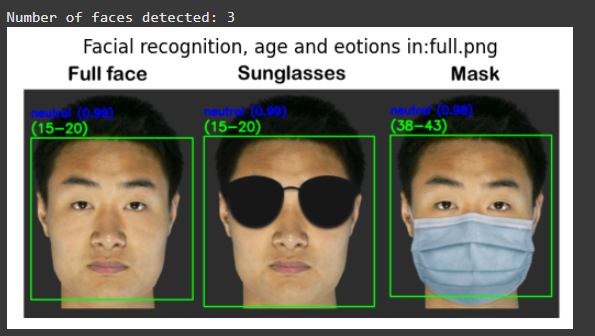 Number of faces detected: 3
Facial recognition, age and eotions in:full.png
Full face
Sunglasses
Mask
neutral (0.99)
neutral (0.99)
neutral (0.98)
(15-20)
(15-20)
(38-43)